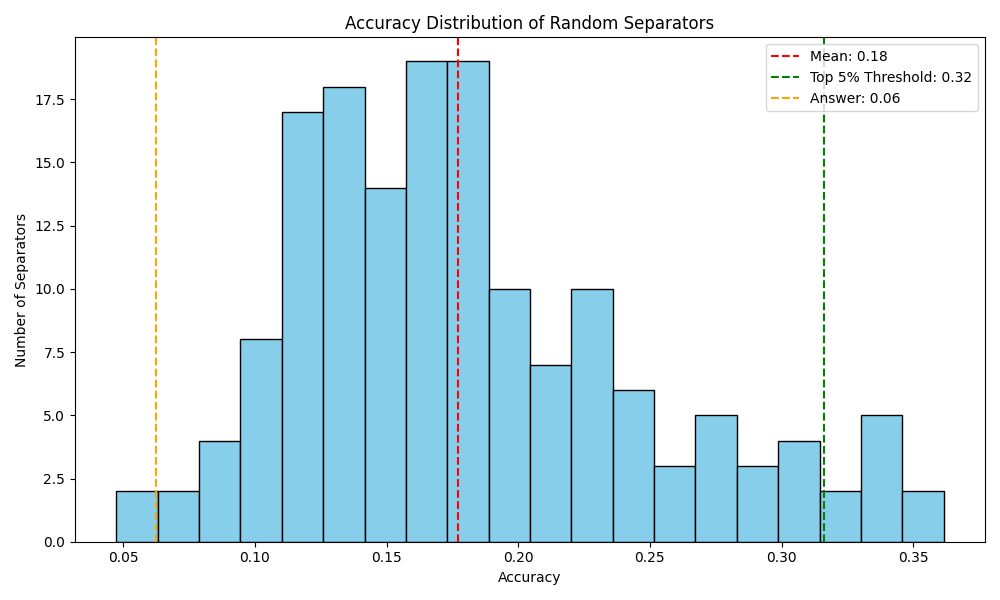 Accuracy Distribution of Random Separators
Mean: 0.18
Top 5% Threshold: 0.32
Answer: 0.06
Number of Separators
17.5
15.0
12.5
10.0
7.5
5.0
2.5
0.0
0.05 0.10 0.15 0.20 0.25 0.30 0.35
Accuracy